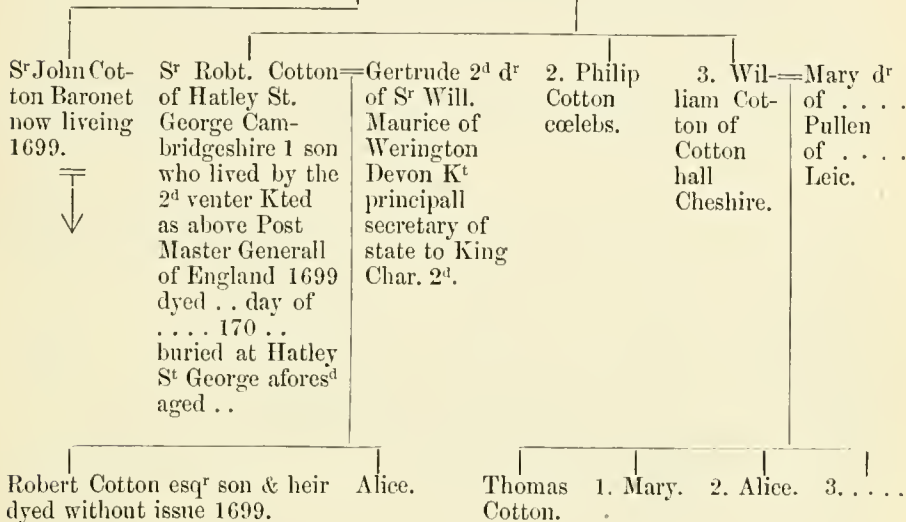 Sʳ John Cot-
ton Baronet
now liveing
1699.
Sʳ Robt. Cotton=
of Hatley St.
George Cam-
bridgeshire 1 son
who lived by the
2ᵈ venter Kted
as above Post
Master Generall
of England 1699
dyed . . day of
. . . . 170 . .
buried at Hatley
Sᵗ George aforesᵈ
aged . .
Gertrude 2ᵈ dʳ
of Sʳ Will.
Maurice of
Werington
Devon Kᵗ
principall
secretary of
state to King
Char. 2ᵈ.
2. Philip
Cotton
cœlebs.
3. Wil-=
liam Cot-
ton of
Cotton
hall
Cheshire.
Mary dʳ
of . . . .
Pullen
of . . . .
Leic.
Robert Cotton esqʳ son & heir
dyed without issue 1699.
Alice.
Thomas
Cotton.
1. Mary.
2. Alice.
3. . . . .